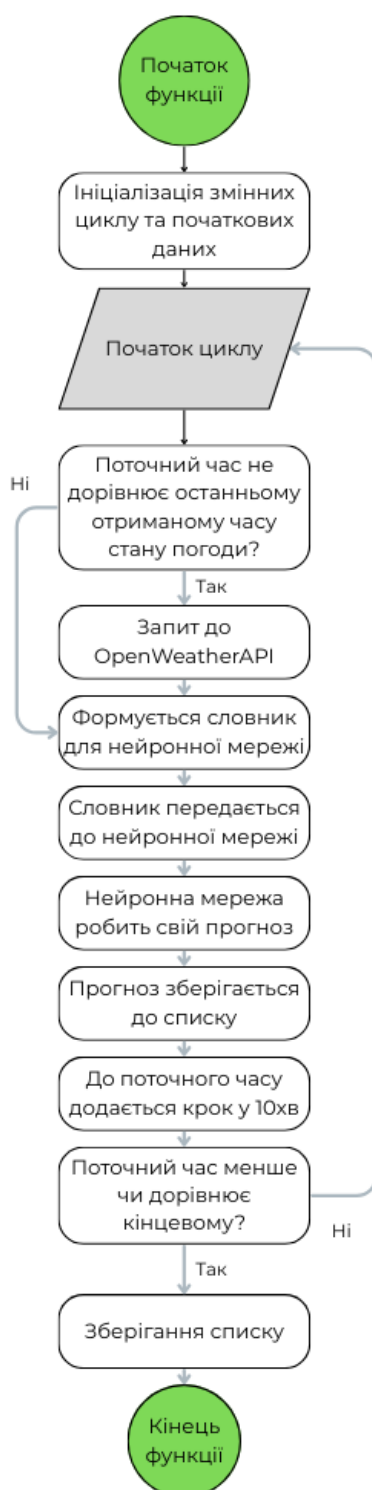 Початок
функції
Ініціалізація змінних
циклу та початкових
даних
Початок циклу
Поточний час не
дорівнює останньому
отриманому часу
стану погоди?
Ні
Так
Запит до
OpenWeatherAPI
Формується словник
для нейронної мережі
Словник передається
до нейронної мережі
Нейронна мережа
робить свій прогноз
Прогноз зберігається
до списку
До поточного часу
додається крок у 10хв
Поточний час менше
чи дорівнює
кінцевому?
Ні
Так
Зберігання списку
Кінець
функції